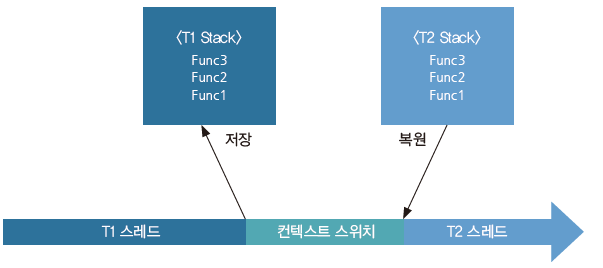 〈T1 Stack〉
Func3
Func2
Func1
〈T2 Stack〉
Func3
Func2
Func1
저장
복원
T1 스레드
컨텍스트 스위치
T2 스레드